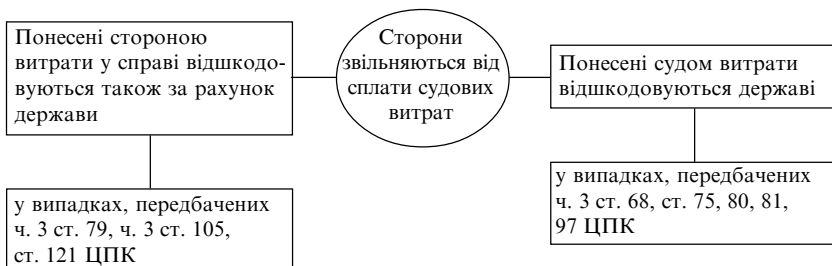 Понесені стороною
витрати у справі відшкодо-
вуються також за рахунок
держави
Сторони
звільняються від
сплати судових
витрат
Понесені судом витрати
відшкодовуються державі
у випадках, передбачених
ч. 3 ст. 79, ч. 3 ст. 105,
ст. 121 ЦПК
у випадках, передбачених
ч. 3 ст. 68, ст. 75, 80, 81,
97 ЦПК